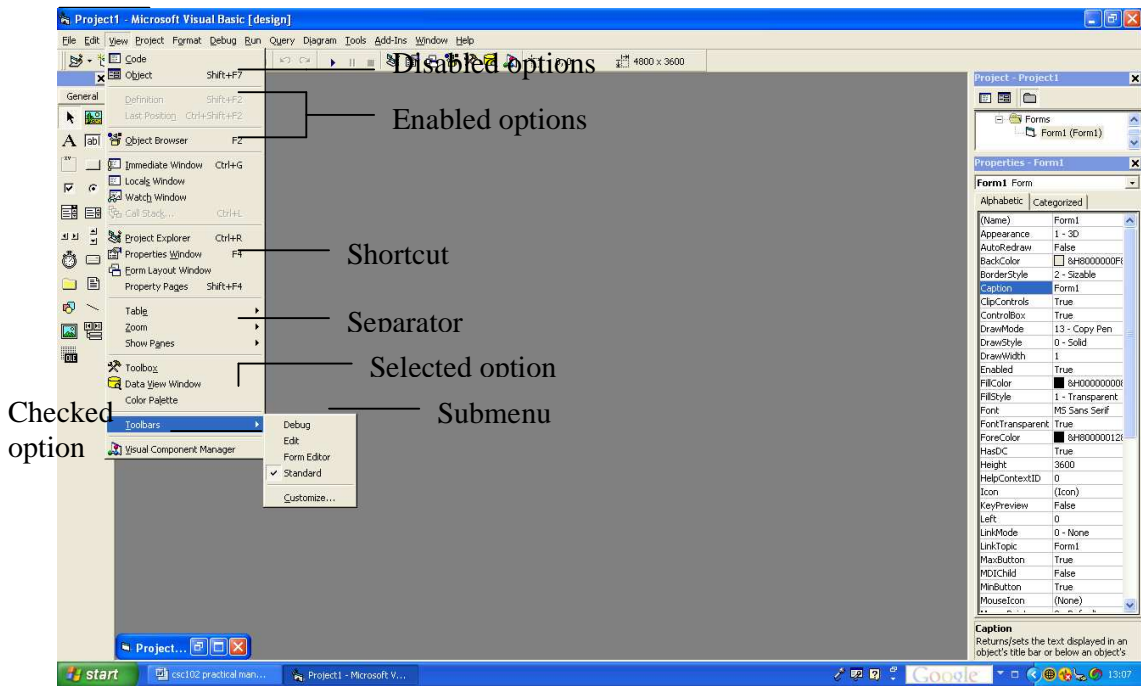 Project1 - Microsoft Visual Basic [design]
File Edit View Project Format Debug Run Query Diagram Tools Add-Ins Window Help
4800 x 3600
Code
Object Shift+F7
Definition Shift+F2
Last Position Ctrl+Shift+F2
Object Browser F2
Immediate Window Ctrl+G
Locals Window
Watch Window
Call Stack... Ctrl+L
Project Explorer Ctrl+R
Properties Window F4
Form Layout Window
Property Pages Shift+F4
Table
Zoom
Show Panes
Toolbox
Data View Window
Color Palette
Toolbars
Visual Component Manager
Debug
Edit
Form Editor
Standard
Customize...
General
A
ab|
OLE
Disabled options
Enabled options
Shortcut
Separator
Selected option
Submenu
Checked
option
Project - Project1
Forms
Form1 (Form1)
Properties - Form1
Form1 Form
Alphabetic Categorized
(Name) Form1
Appearance 1 - 3D
AutoRedraw False
BackColor &H8000000F&
BorderStyle 2 - Sizable
Caption Form1
ClipControls True
ControlBox True
DrawMode 13 - Copy Pen
DrawStyle 0 - Solid
DrawWidth 1
Enabled True
FillColor &H00000000&
FillStyle 1 - Transparent
Font MS Sans Serif
FontTransparent True
ForeColor &H80000012&
HasDC True
Height 3600
HelpContextID 0
Icon (Icon)
KeyPreview False
Left 0
LinkMode 0 - None
LinkTopic Form1
MaxButton True
MDIChild False
MinButton True
MouseIcon (None)
Caption
Returns/sets the text displayed in an
object's title bar or below an object's
Project...
start
csc102 practical man...
Project1 - Microsoft V...
Google
13:07